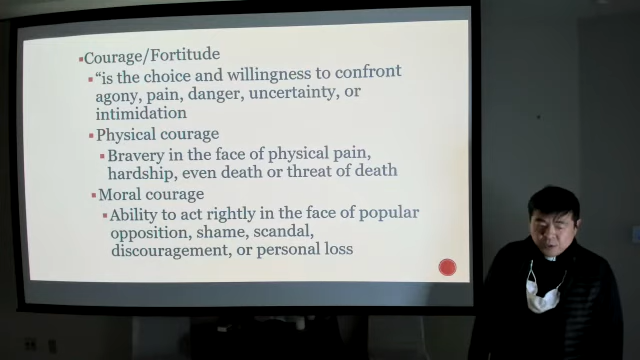 Courage/Fortitude
"is the choice and willingness to confront
agony, pain, danger, uncertainty, or
intimidation
Physical courage
Bravery in the face of physical pain,
hardship, even death or threat of death
Moral courage
Ability to act rightly in the face of popular
opposition, shame, scandal,
discouragement, or personal loss